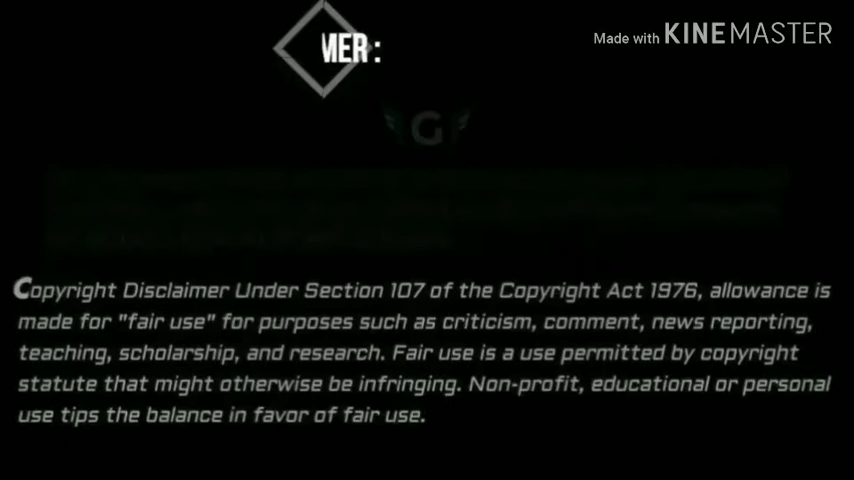 MER:
Made with KINEMASTER
G
Copyright Disclaimer Under Section 107 of the Copyright Act 1976, allowance is
made for "fair use" for purposes such as criticism, comment, news reporting,
teaching, scholarship, and research. Fair use is a use permitted by copyright
statute that might otherwise be infringing. Non-profit, educational or personal
use tips the balance in favor of fair use.